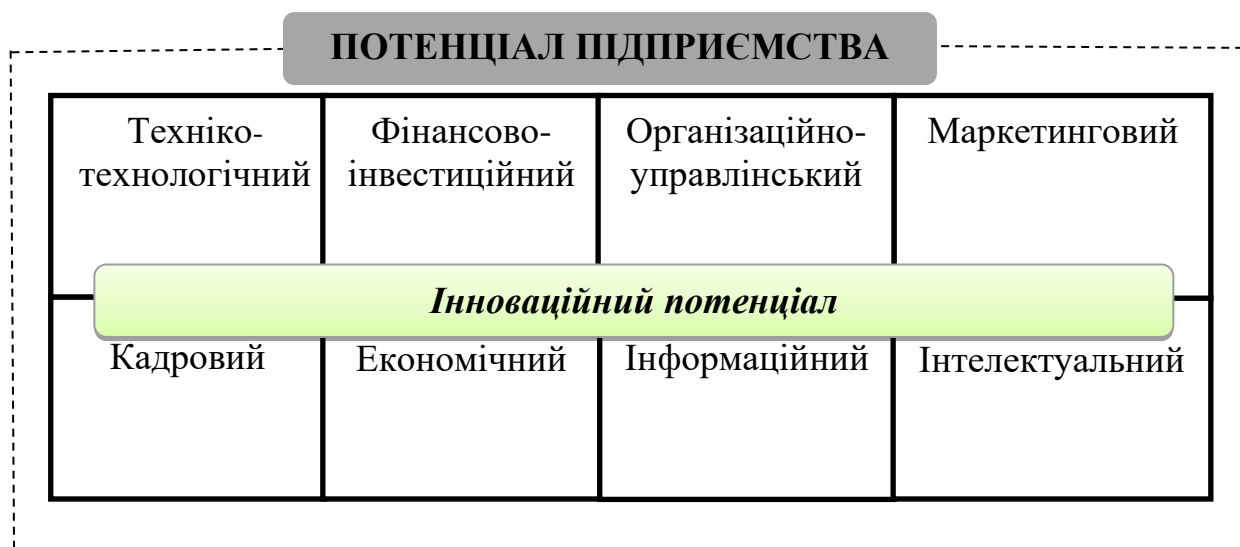 ПОТЕНЦІАЛ ПІДПРИЄМСТВА
Техніко-
технологічний
Фінансово-
інвестиційний
Організаційно-
управлінський
Маркетинговий
Інноваційний потенціал
Кадровий
Економічний
Інформаційний
Інтелектуальний